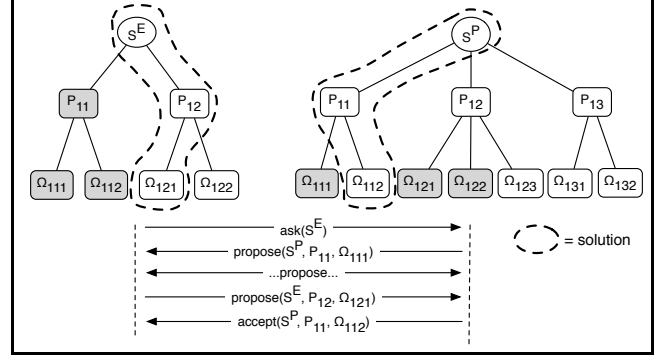 S^E S^P
P_11 P_12 P_11 P_12 P_13
Ω_111 Ω_112 Ω_121 Ω_122 Ω_111 Ω_112 Ω_121 Ω_122 Ω_123 Ω_131 Ω_132
ask(S^E)
propose(S^P, P_11, Ω_111)
...propose...
propose(S^E, P_12, Ω_121)
accept(S^P, P_11, Ω_112)
= solution